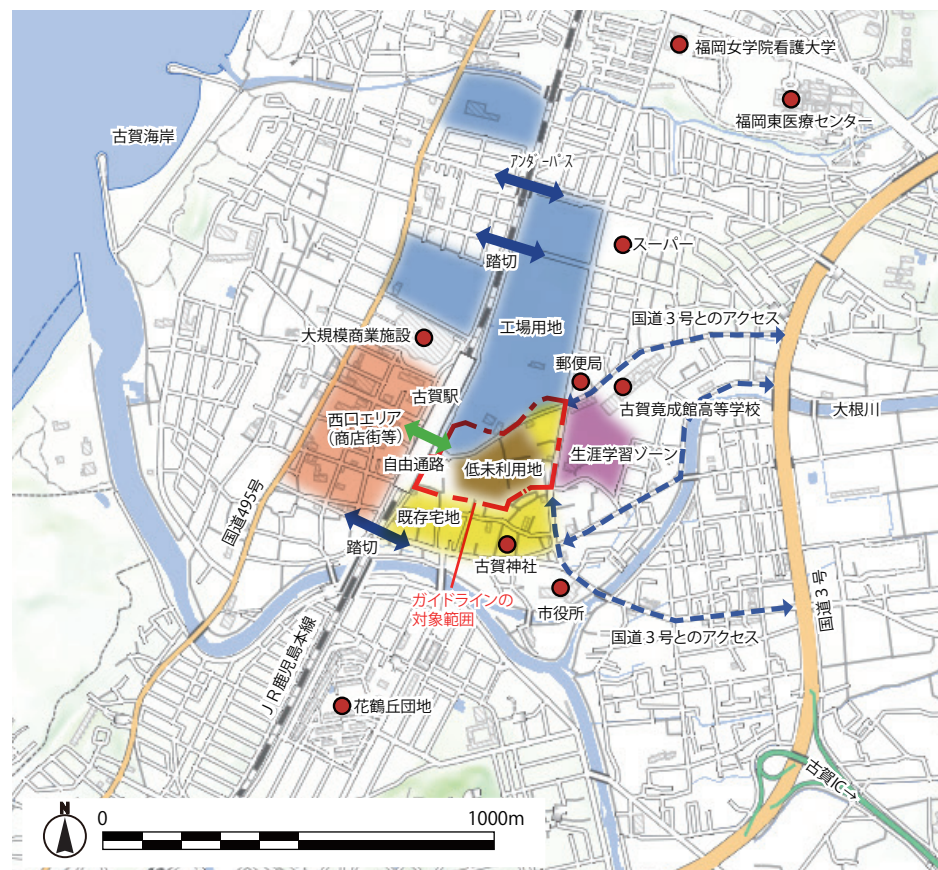 福岡女学院看護大学
福岡東医療センター
古賀海岸
アンダーパス
スーパー
踏切
国道3号とのアクセス
工場用地
大規模商業施設
郵便局
古賀駅
古賀竟成館高等学校
大根川
西口エリア
(商店街等)
生涯学習ゾーン
自由通路
低未利用地
国道495号
既存宅地
踏切
古賀神社
ガイドラインの
対象範囲
市役所
国道3号
国道3号とのアクセス
JR鹿児島本線
花鶴丘団地
古賀IC→
N
0
1000m